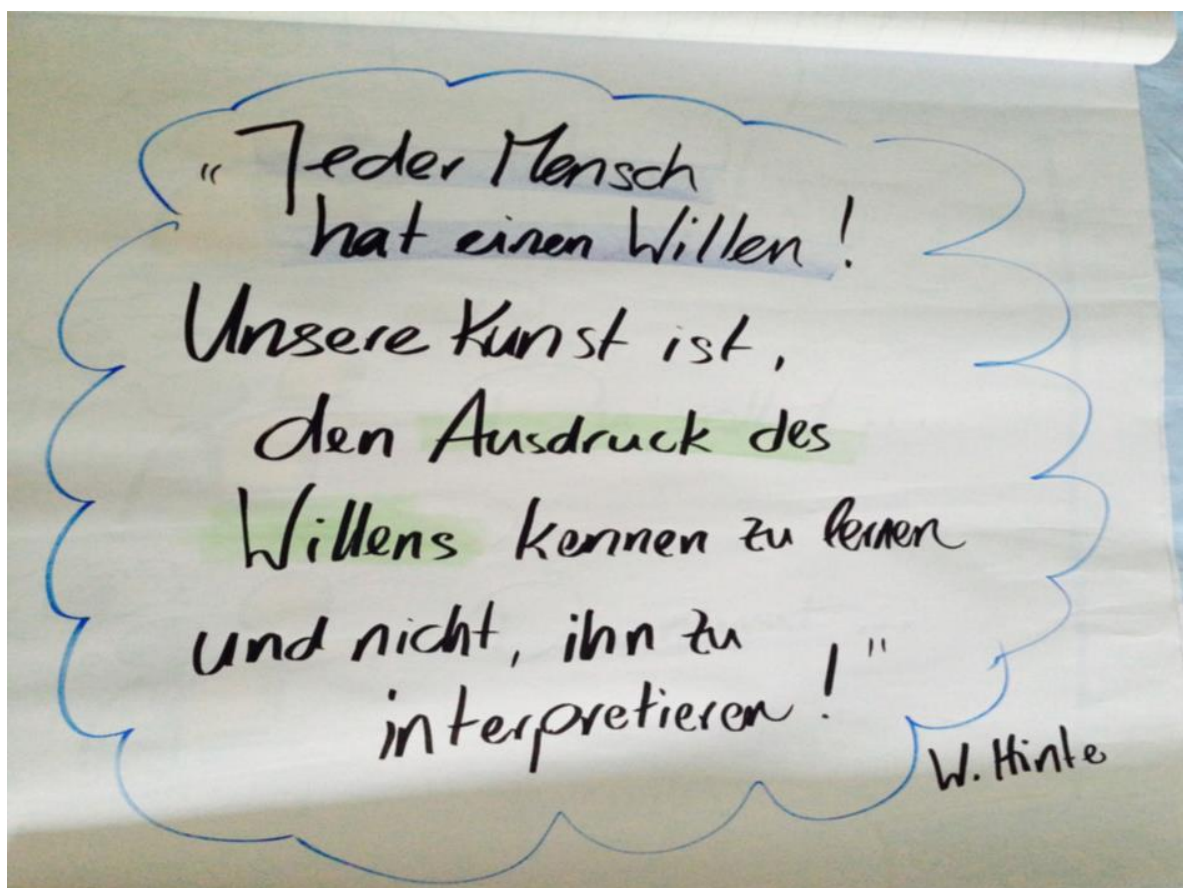 „Jeder Mensch
hat einen Willen!
Unsere Kunst ist,
den Ausdruck des
Willens kennen zu lernen
und nicht, ihn zu
interpretieren!"
W. Hinte